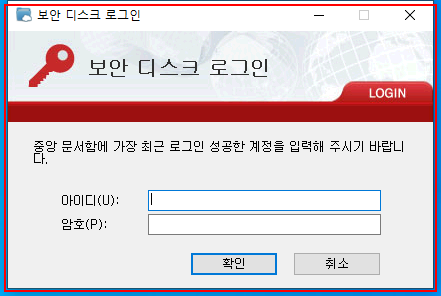 보안 디스크 로그인
보안 디스크 로그인
LOGIN
중앙 문서함에 가장 최근 로그인 성공한 계정을 입력해 주시기 바랍니
다.
아이디(U):
암호(P):
확인
취소